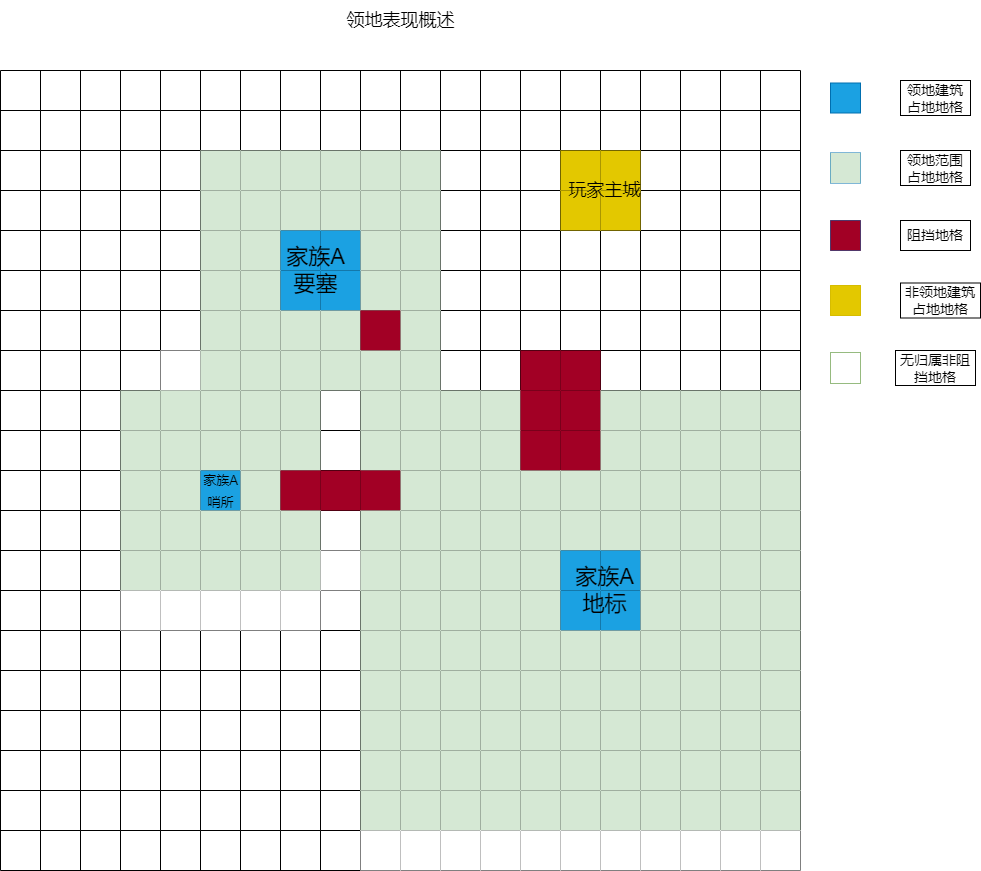 领地表现概述
领地建筑
占地地格
领地范围
占地地格
玩家主城
阻挡地格
家族A
要塞
非领地建筑
占地地格
无归属非阻
挡地格
家族A
哨所
家族A
地标